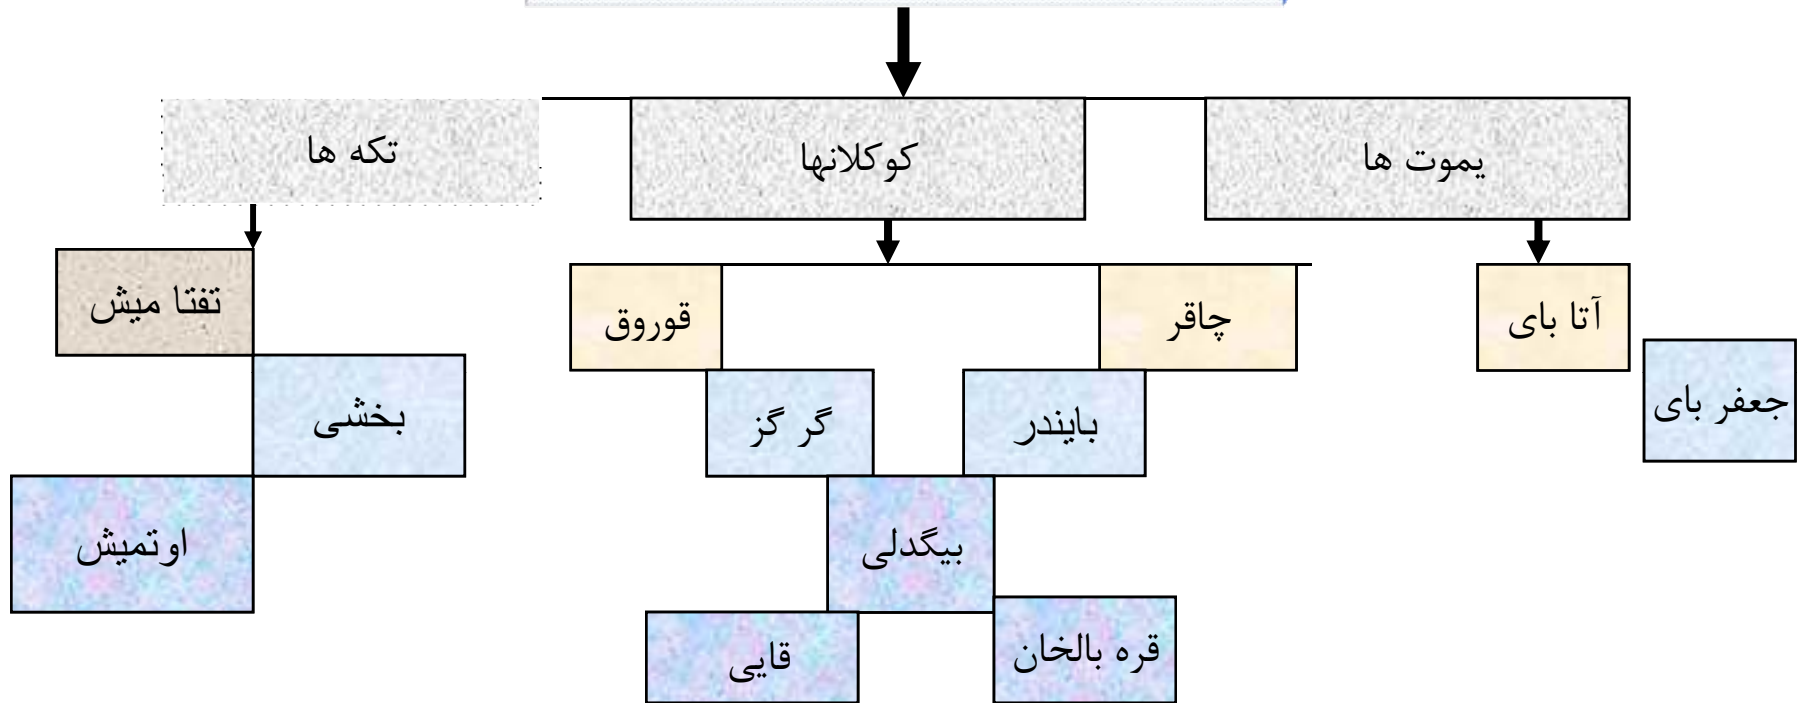 یموت ها
کوکلانها
تکه ها
آتا بای
جعفر بای
چاقر
قوروق
بایندر
گر گز
بیگدلی
قره بالخان
قایی
تفتا میش
بخشی
اوتمیش